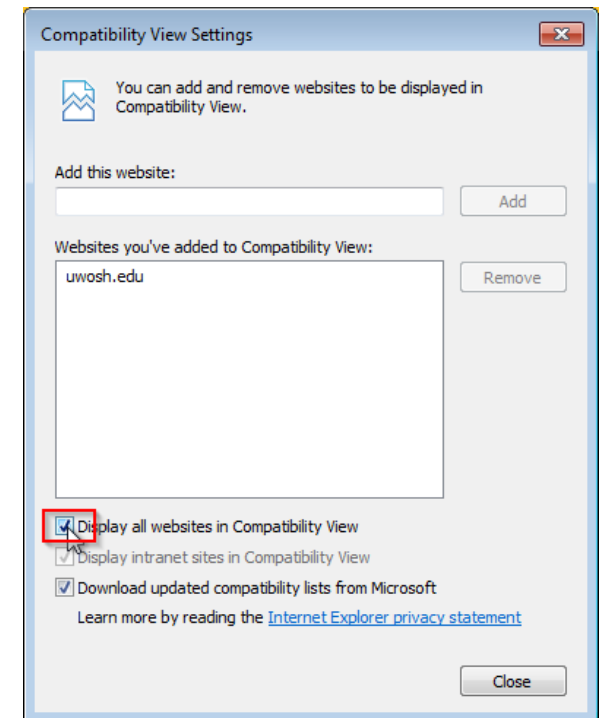 Compatibility View Settings
You can add and remove websites to be displayed in
Compatibility View.
Add this website:
Add
Websites you've added to Compatibility View:
uwosh.edu
Remove
Display all websites in Compatibility View
Display intranet sites in Compatibility View
Download updated compatibility lists from Microsoft
Learn more by reading the Internet Explorer privacy statement
Close